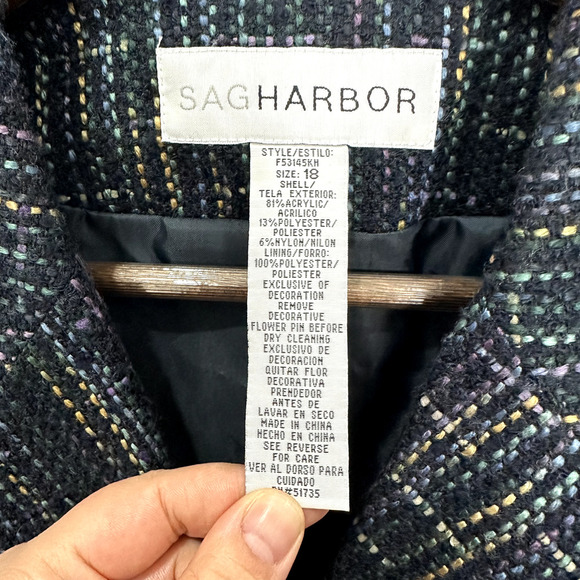 SAGHARBOR
STYLE/ESTILO:
F53145KH
SIZE: 18
SHELL/
TELA EXTERIOR:
81%ACRYLIC/
ACRILICO
13%POLYESTER/
POLIESTER
6%NYLON/NILON
LINING/FORRO:
100%POLYESTER/
POLIESTER
EXCLUSIVE OF
DECORATION
REMOVE
DECORATIVE
FLOWER PIN BEFORE
DRY CLEANING
EXCLUSIVO DE
DECORACION
QUITAR FLOR
DECORATIVA
PRENDEDOR
ANTES DE
LAVAR EN SECO
MADE IN CHINA
HECHO EN CHINA
SEE REVERSE
FOR CARE
VER AL DORSO PARA
CUIDADO
RN#51735